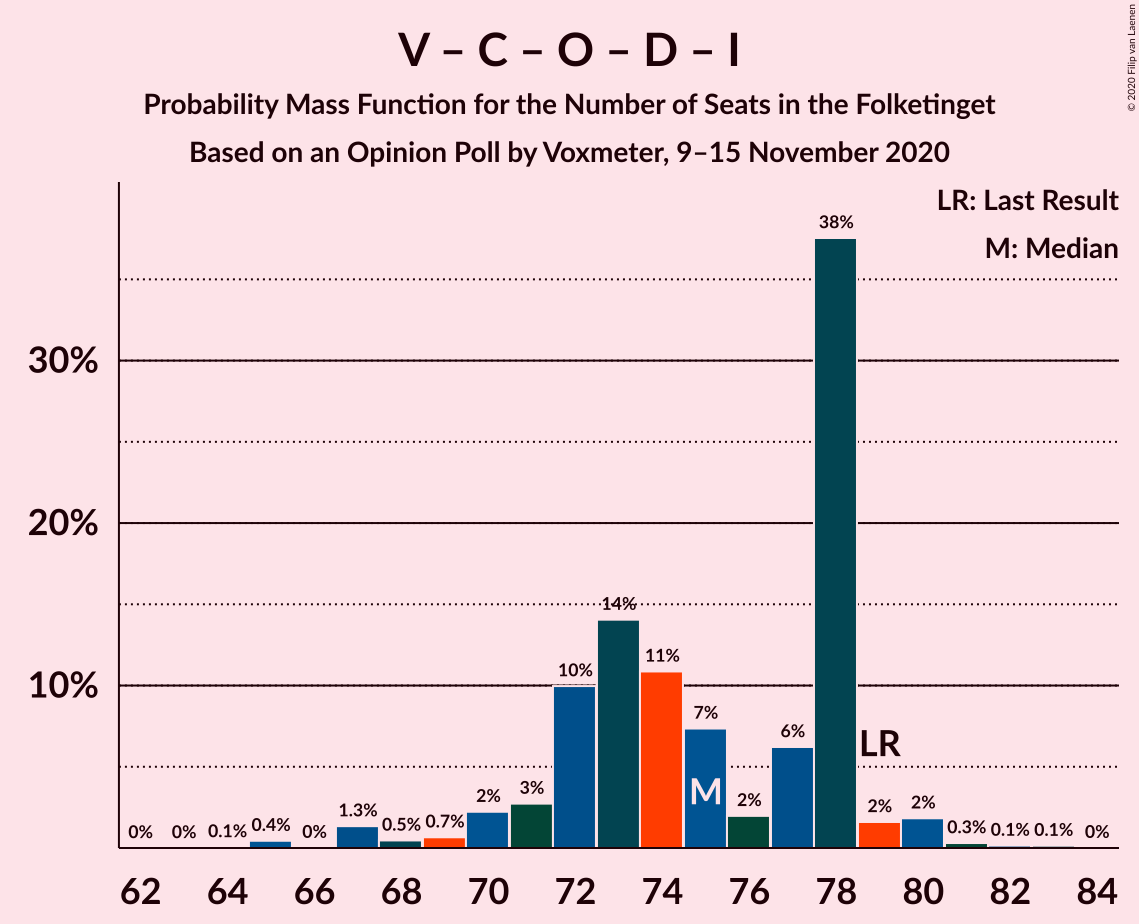 V – C – O – D – I
Probability Mass Function for the Number of Seats in the Folketinget
Based on an Opinion Poll by Voxmeter, 9–15 November 2020
© 2020 Filip van Laenen
LR: Last Result
M: Median
30%
20%
10%
0% 0% 0.1% 0.4% 0% 1.3% 0.5% 0.7% 2% 3% 10% 14% 11% 7% 2% 6% 38% 2% 2% 0.3% 0.1% 0.1% 0%
M
LR
62 64 66 68 70 72 74 76 78 80 82 84